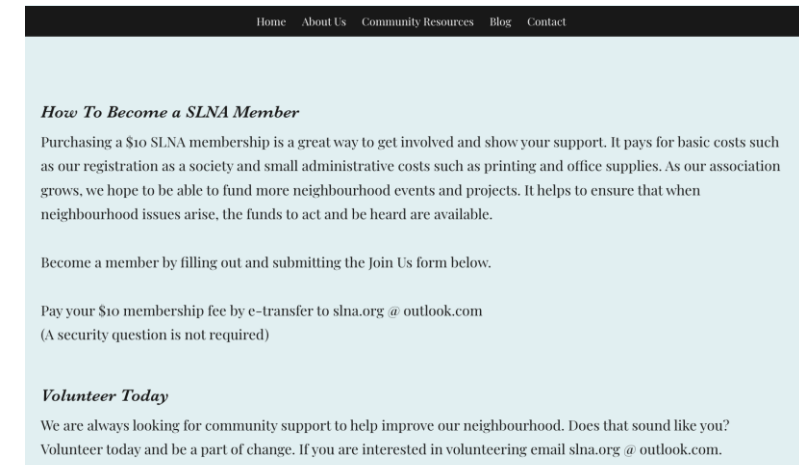 Home About Us Community Resources Blog Contact
How To Become a SLNA Member
Purchasing a $10 SLNA membership is a great way to get involved and show your support. It pays for basic costs such
as our registration as a society and small administrative costs such as printing and office supplies. As our association
grows, we hope to be able to fund more neighbourhood events and projects. It helps to ensure that when
neighbourhood issues arise, the funds to act and be heard are available.
Become a member by filling out and submitting the Join Us form below.
Pay your $10 membership fee by e-transfer to slna.org @ outlook.com
(A security question is not required)
Volunteer Today
We are always looking for community support to help improve our neighbourhood. Does that sound like you?
Volunteer today and be a part of change. If you are interested in volunteering email slna.org @ outlook.com.